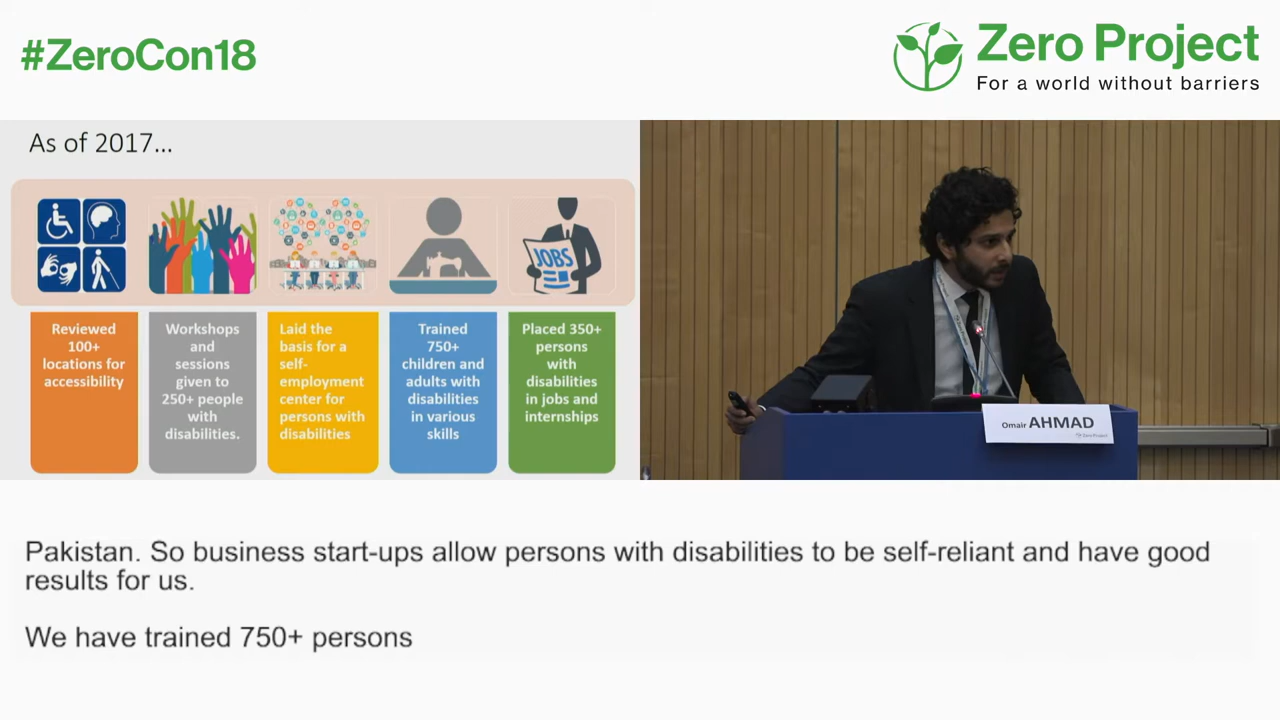 #ZeroCon18
Zero Project
For a world without barriers
As of 2017...
JOBS
Reviewed
100+
locations for
accessibility
Workshops
and
sessions
given to
250+ people
with
disabilities.
Laid the
basis for a
self-
employment
center for
persons with
disabilities
Trained
750+
children and
adults with
disabilities
in various
skills
Placed 350+
persons
with
disabilities
in jobs and
internships
Omair AHMAD
Zero Project
Pakistan. So business start-ups allow persons with disabilities to be self-reliant and have good
results for us.
We have trained 750+ persons